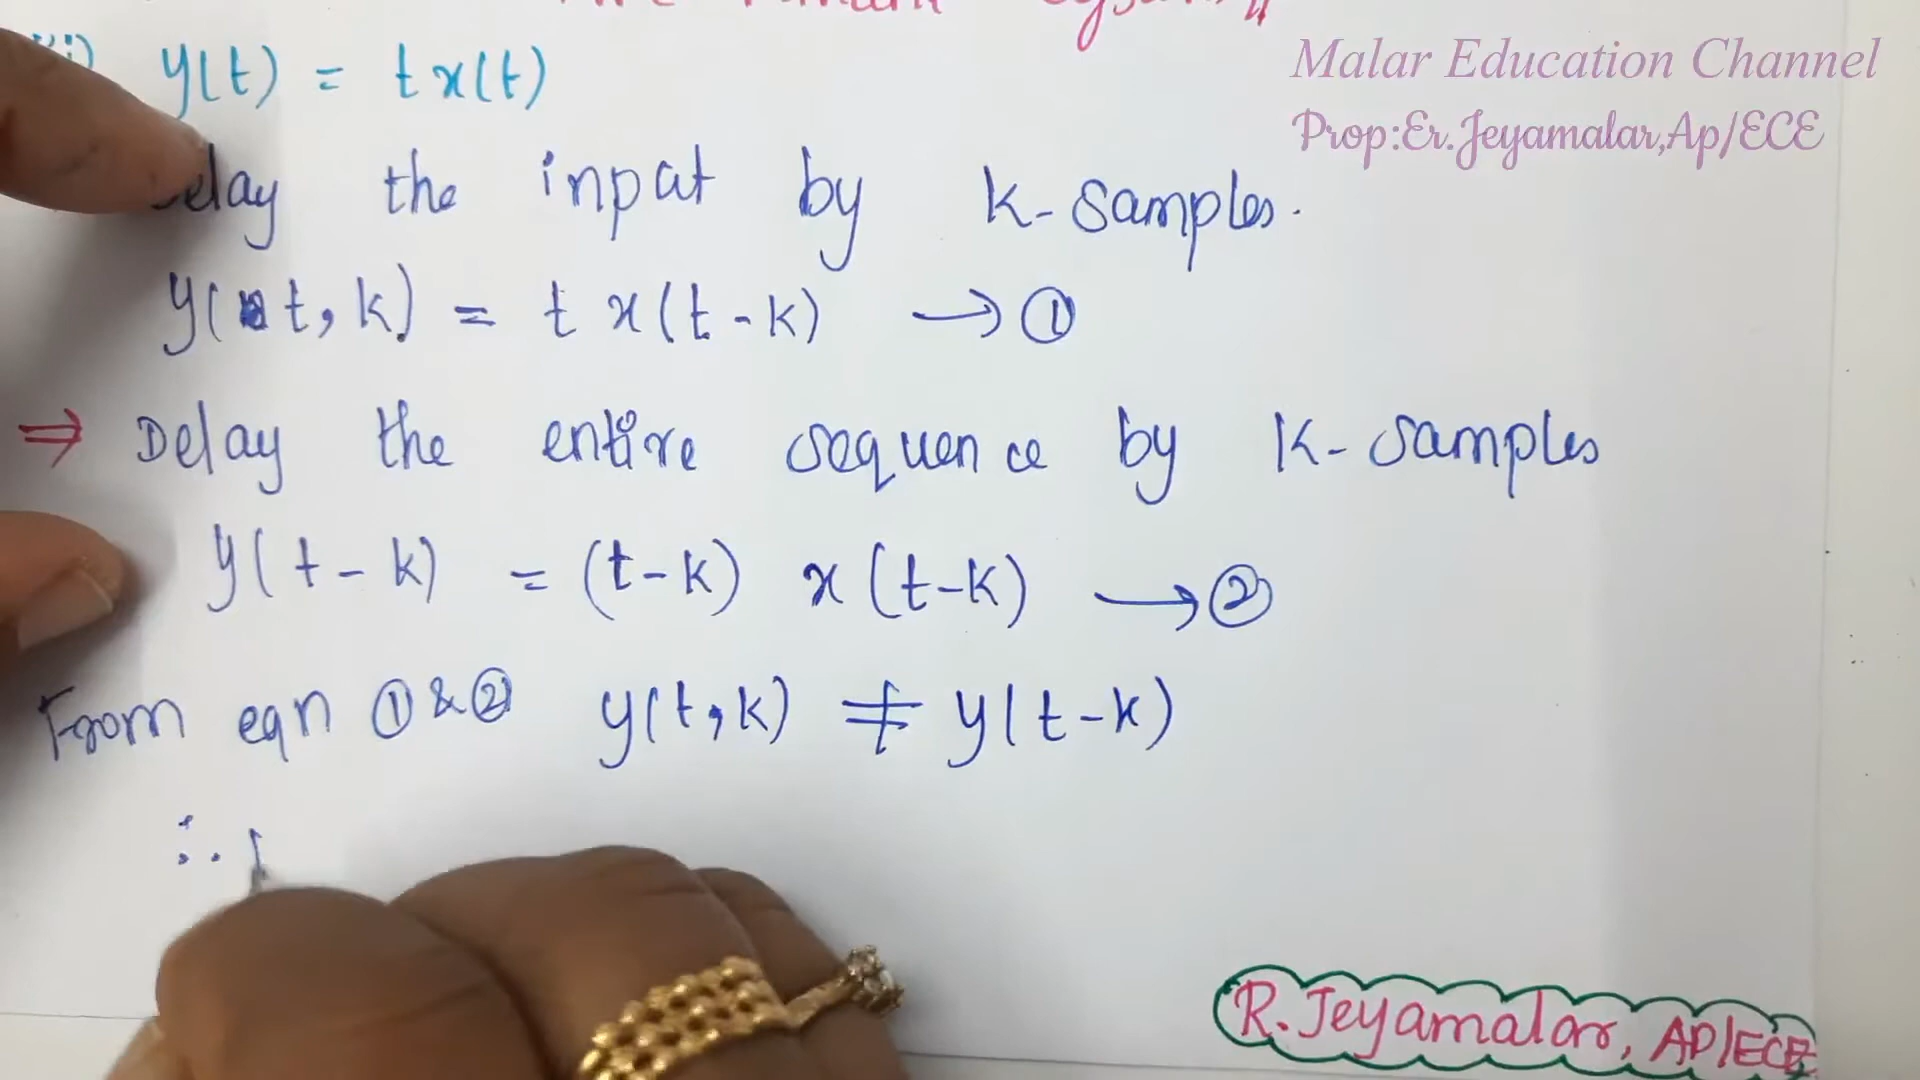 y(t) = t x(t)
Malar Education Channel
Prop:Er.Jeyamalar,Ap/ECE
Delay the input by K-samples.
y(t, k) = t x(t-k) → ①
⇒ Delay the entire sequence by K-samples
y(t-k) = (t-k) x(t-k) → ②
From eqn ① & ② y(t,k) ≠ y(t-k)
∴
R.Jeyamalar, AP/ECE